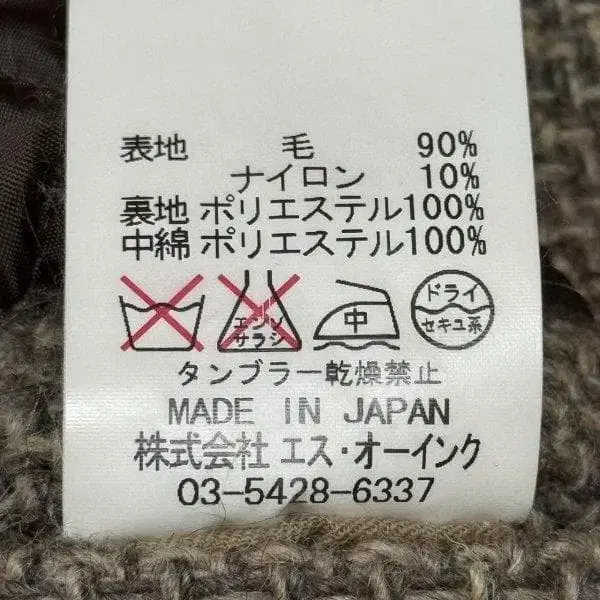 表地 毛 90%
ナイロン 10%
裏地 ポリエステル100%
中綿 ポリエステル100%
エンソサラシ
中
ドライ
セキユ系
タンブラー乾燥禁止
MADE IN JAPAN
株式会社 エス・オーインク
03-5428-6337